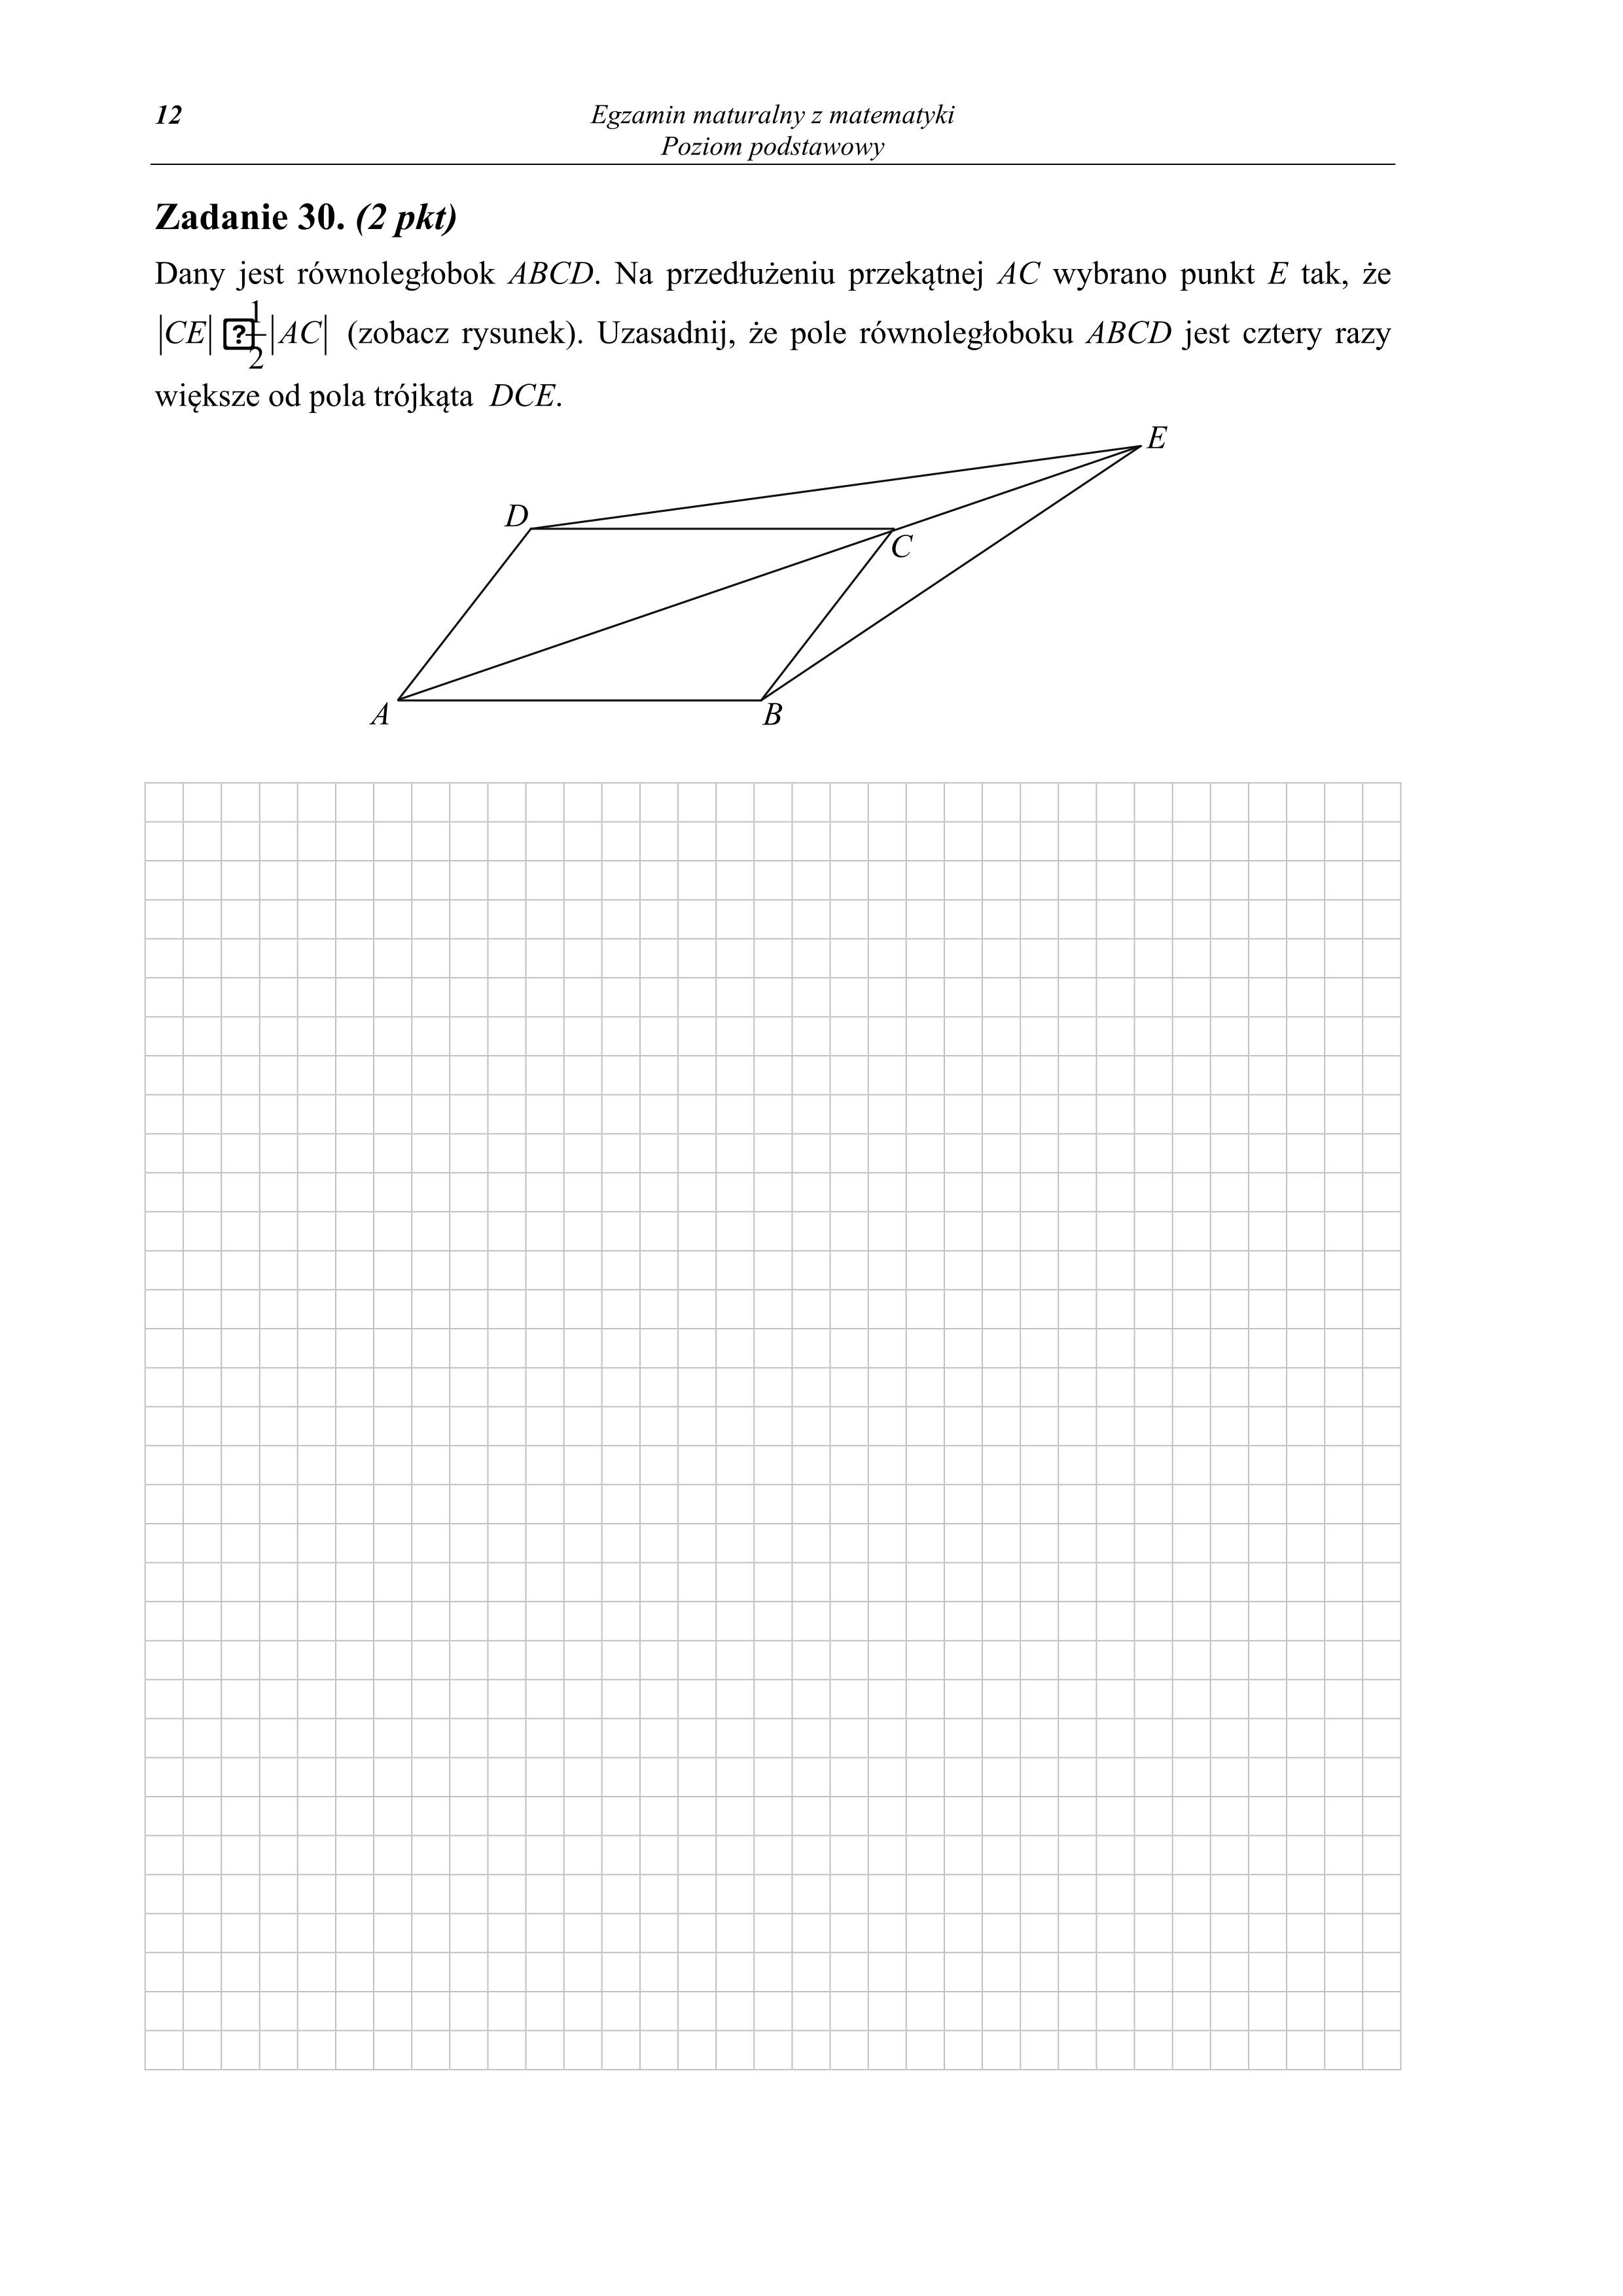 12
Egzamin maturalny z matematyki
Poziom podstawowy
Zadanie 30. (2 pkt)
Dany jest równoległobok ABCD. Na przedłużeniu przekątnej AC wybrano punkt E tak, że
|CE| �1/2 |AC| (zobacz rysunek). Uzasadnij, że pole równoległoboku ABCD jest cztery razy
większe od pola trójkąta DCE.
E
D
C
A
B